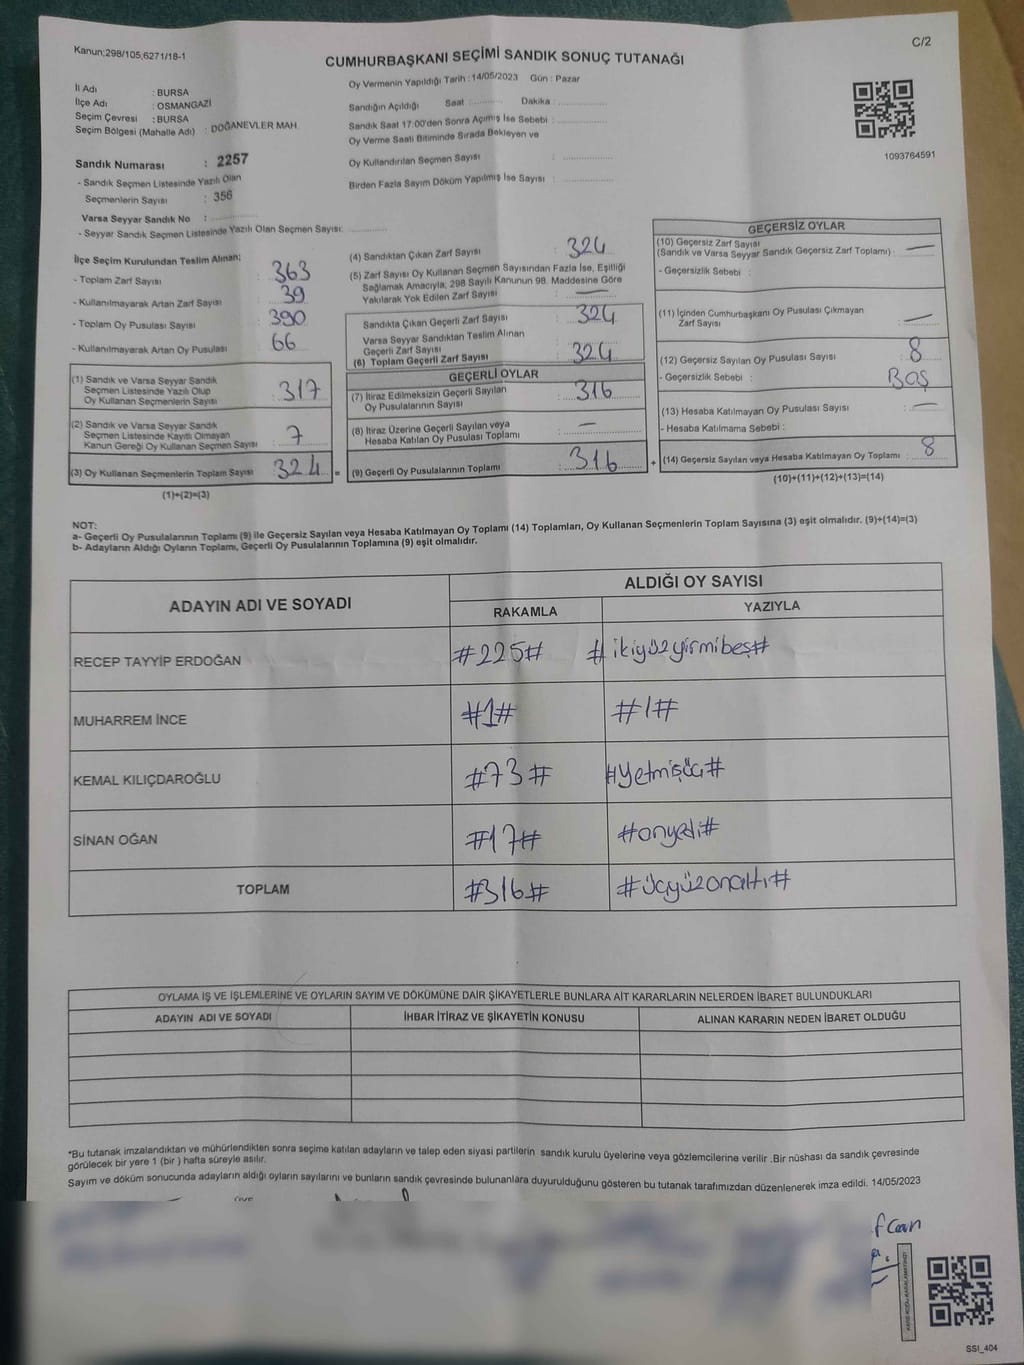 Kanun;298/105,6271/18-1
C/2
CUMHURBAŞKANI SEÇİMİ SANDIK SONUÇ TUTANAĞI
İl Adı : BURSA
İlçe Adı : OSMANGAZİ
Seçim Çevresi : BURSA
Seçim Bölgesi (Mahalle Adı) : DOĞANEVLER MAH.
Sandık Numarası : 2257
- Sandık Seçmen Listesinde Yazılı Olan
Seçmenlerin Sayısı : 356
Varsa Seyyar Sandık No :
- Seyyar Sandık Seçmen Listesinde Yazılı Olan Seçmen Sayısı:
Oy Vermenin Yapıldığı Tarih : 14/05/2023 Gün : Pazar
Sandığın Açıldığı Saat Dakika :
Sandık Saat 17:00'den Sonra Açımış İse Sebebi :
Oy Verme Saati Bitiminde Sırada Bekleyen ve
Oy Kullandırılan Seçmen Sayısı :
Birden Fazla Sayım Döküm Yapılmış İse Sayısı :
1093764591
İlçe Seçim Kurulundan Teslim Alınan;
- Toplam Zarf Sayısı : 363
- Kullanılmayarak Artan Zarf Sayısı : 39
- Toplam Oy Pusulası Sayısı : 390
- Kullanılmayarak Artan Oy Pusulası : 66
(1) Sandık ve Varsa Seyyar Sandık
Seçmen Listesinde Yazılı Olup
Oy Kullanan Seçmenlerin Sayısı : 317
(2) Sandık ve Varsa Seyyar Sandık
Seçmen Listesinde Kayıtlı Olmayan
Kanun Gereği Oy Kullanan Seçmen Sayısı : 7
(3) Oy Kullanan Seçmenlerin Toplam Sayısı : 324 =
(1)+(2)=(3)
(4) Sandıktan Çıkan Zarf Sayısı : 324
(5) Zarf Sayısı Oy Kullanan Seçmen Sayısından Fazla İse, Eşitliği
Sağlamak Amacıyla, 298 Sayılı Kanunun 98. Maddesine Göre
Yakılarak Yok Edilen Zarf Sayısı : —
Sandıkta Çıkan Geçerli Zarf Sayısı : 324
Varsa Seyyar Sandıktan Teslim Alınan
Geçerli Zarf Sayısı
(6) Toplam Geçerli Zarf Sayısı : 324
GEÇERLİ OYLAR
(7) İtiraz Edilmeksizin Geçerli Sayılan
Oy Pusulalarının Sayısı : 316
(8) İtiraz Üzerine Geçerli Sayılan veya
Hesaba Katılan Oy Pusulası Toplamı : —
(9) Geçerli Oy Pusulalarının Toplamı : 316 +
GEÇERSİZ OYLAR
(10) Geçersiz Zarf Sayısı
(Sandık ve Varsa Seyyar Sandık Geçersiz Zarf Toplamı) : —
- Geçersizlik Sebebi :
(11) İçinden Cumhurbaşkanı Oy Pusulası Çıkmayan
Zarf Sayısı : —
(12) Geçersiz Sayılan Oy Pusulası Sayısı : 8
- Geçersizlik Sebebi : BOŞ
(13) Hesaba Katılmayan Oy Pusulası Sayısı : —
- Hesaba Katılmama Sebebi :
(14) Geçersiz Sayılan veya Hesaba Katılmayan Oy Toplamı : 8
(10)+(11)+(12)+(13)=(14)
NOT:
a- Geçerli Oy Pusulalarının Toplamı (9) ile Geçersiz Sayılan veya Hesaba Katılmayan Oy Toplamı (14) Toplamları, Oy Kullanan Seçmenlerin Toplam Sayısına (3) eşit olmalıdır. (9)+(14)=(3)
b- Adayların Aldığı Oyların Toplamı, Geçerli Oy Pusulalarının Toplamına (9) eşit olmalıdır.
ADAYIN ADI VE SOYADI
ALDIĞI OY SAYISI
RAKAMLA YAZIYLA
RECEP TAYYİP ERDOĞAN #225# #ikiyüzyirmibeş#
MUHARREM İNCE #1# #1#
KEMAL KILIÇDAROĞLU #73# #yetmişüç#
SİNAN OĞAN #17# #onyedi#
TOPLAM #316# #üçyüzonaltı#
OYLAMA İŞ VE İŞLEMLERİNE VE OYLARIN SAYIM VE DÖKÜMÜNE DAİR ŞİKAYETLERLE BUNLARA AİT KARARLARIN NELERDEN İBARET BULUNDUKLARI
ADAYIN ADI VE SOYADI İHBAR İTİRAZ VE ŞİKAYETİN KONUSU ALINAN KARARIN NEDEN İBARET OLDUĞU
*Bu tutanak imzalandıktan ve mühürlendikten sonra seçime katılan adayların ve talep eden siyasi partilerin sandık kurulu üyelerine veya gözlemcilerine verilir .Bir nüshası da sandık çevresinde
görülecek bir yere 1 (bir ) hafta süreyle asılır.
Sayım ve döküm sonucunda adayların aldığı oyların sayılarını ve bunların sandık çevresinde bulunanlara duyurulduğunu gösteren bu tutanak tarafımızdan düzenlenerek imza edildi. 14/05/2023
SSI_404